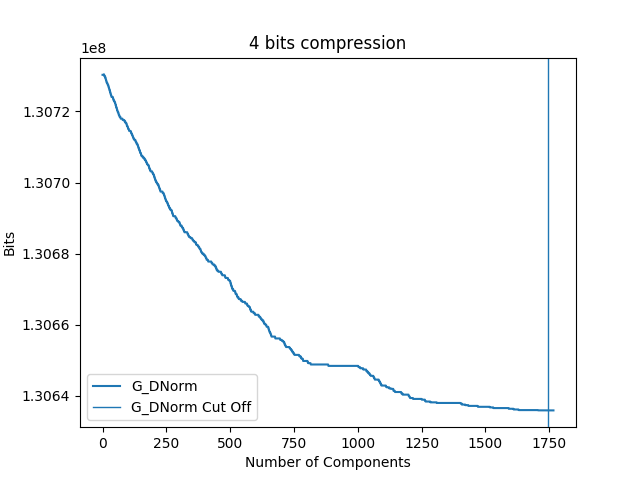 4 bits compression
1e8
1.3072
1.3070
1.3068
1.3066
1.3064
Bits
G_DNorm
G_DNorm Cut Off
0 250 500 750 1000 1250 1500 1750
Number of Components